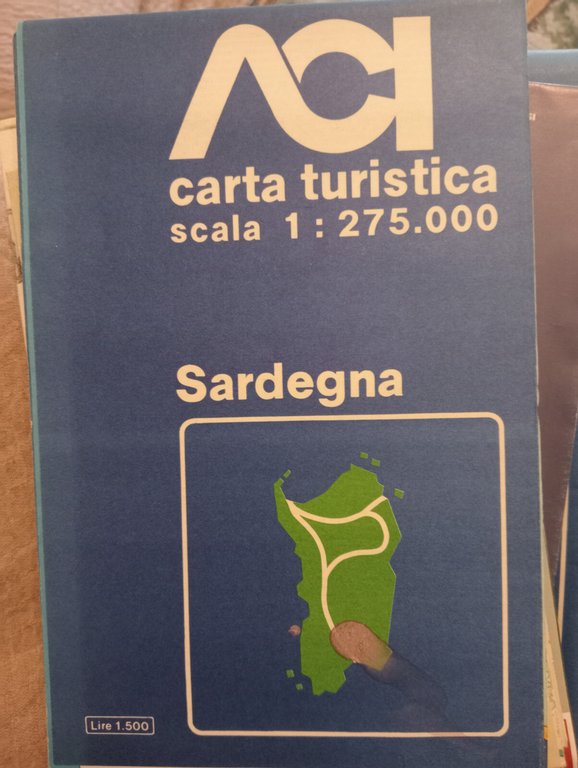 ACI
carta turistica
scala 1 : 275.000
Sardegna
Lire 1.500